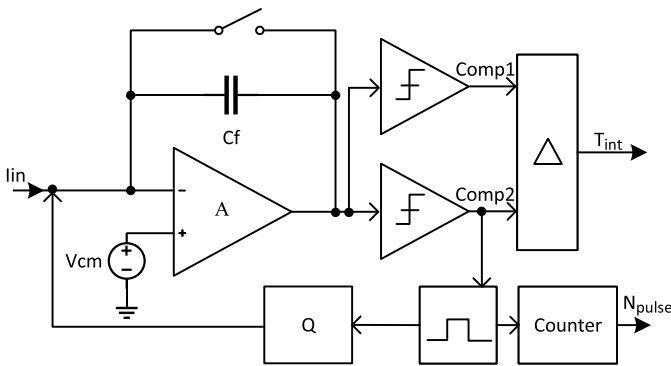 Comp1
Cf
Iin
A
Tint
Comp2
Vcm
Q
Counter
Npulse